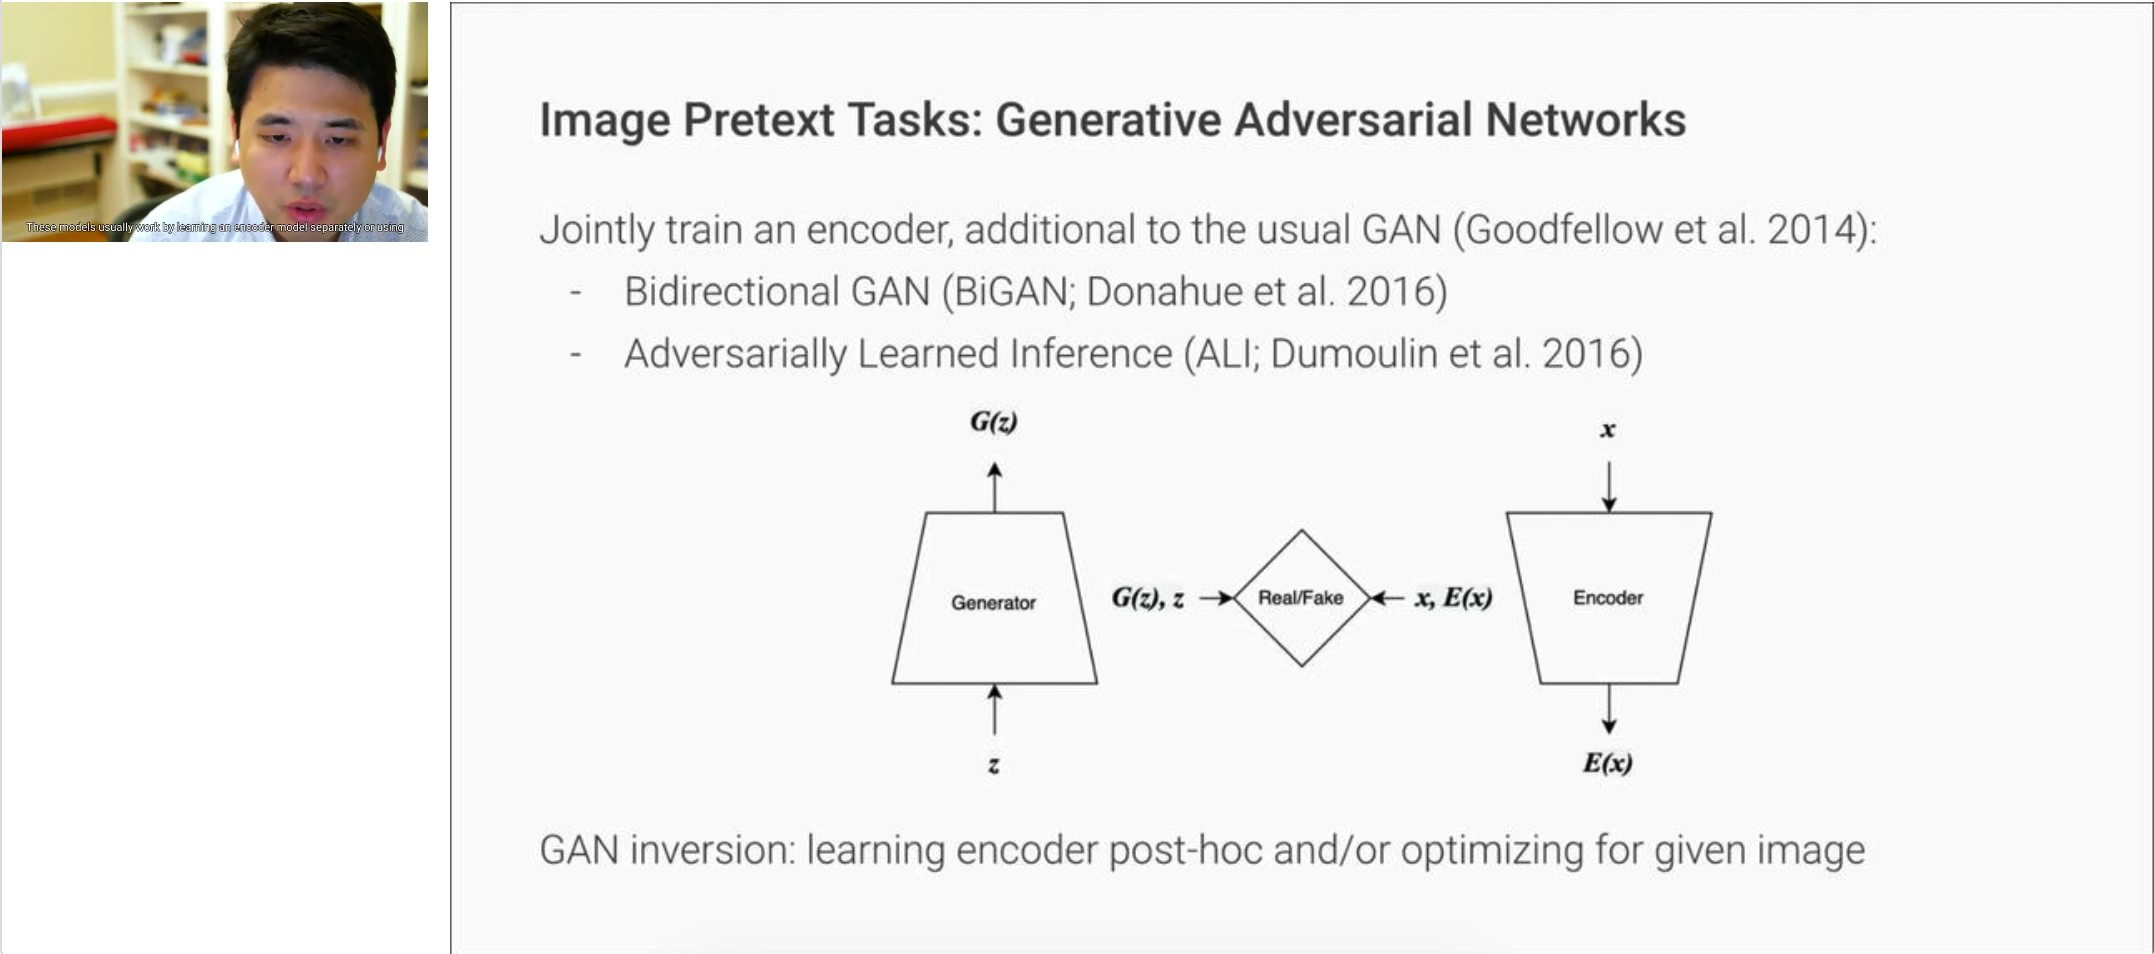 These models usually work by learning an encoder model separately or using
Image Pretext Tasks: Generative Adversarial Networks
Jointly train an encoder, additional to the usual GAN (Goodfellow et al. 2014):
- Bidirectional GAN (BiGAN; Donahue et al. 2016)
- Adversarially Learned Inference (ALI; Dumoulin et al. 2016)
G(z)
x
Generator
G(z), z
Real/Fake
x, E(x)
Encoder
z
E(x)
GAN inversion: learning encoder post-hoc and/or optimizing for given image